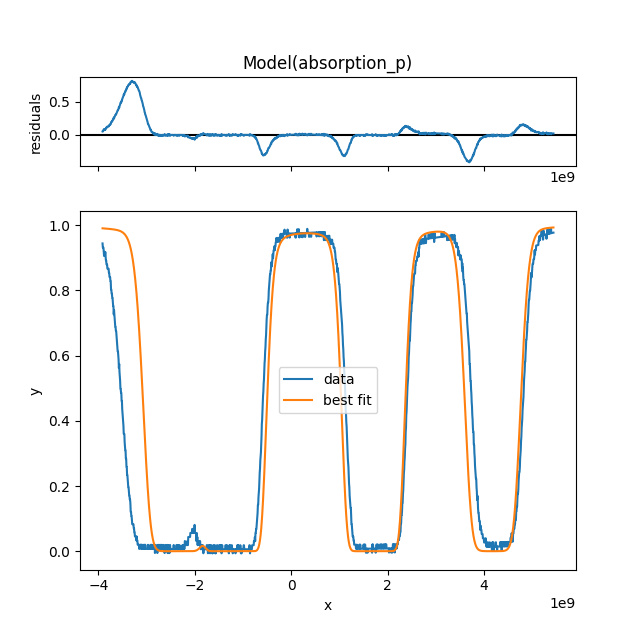 Model(absorption_p)
residuals
0.5
0.0
1e9
y
1.0
0.8
0.6
0.4
0.2
0.0
data
best fit
−4
−2
0
2
4
x
1e9